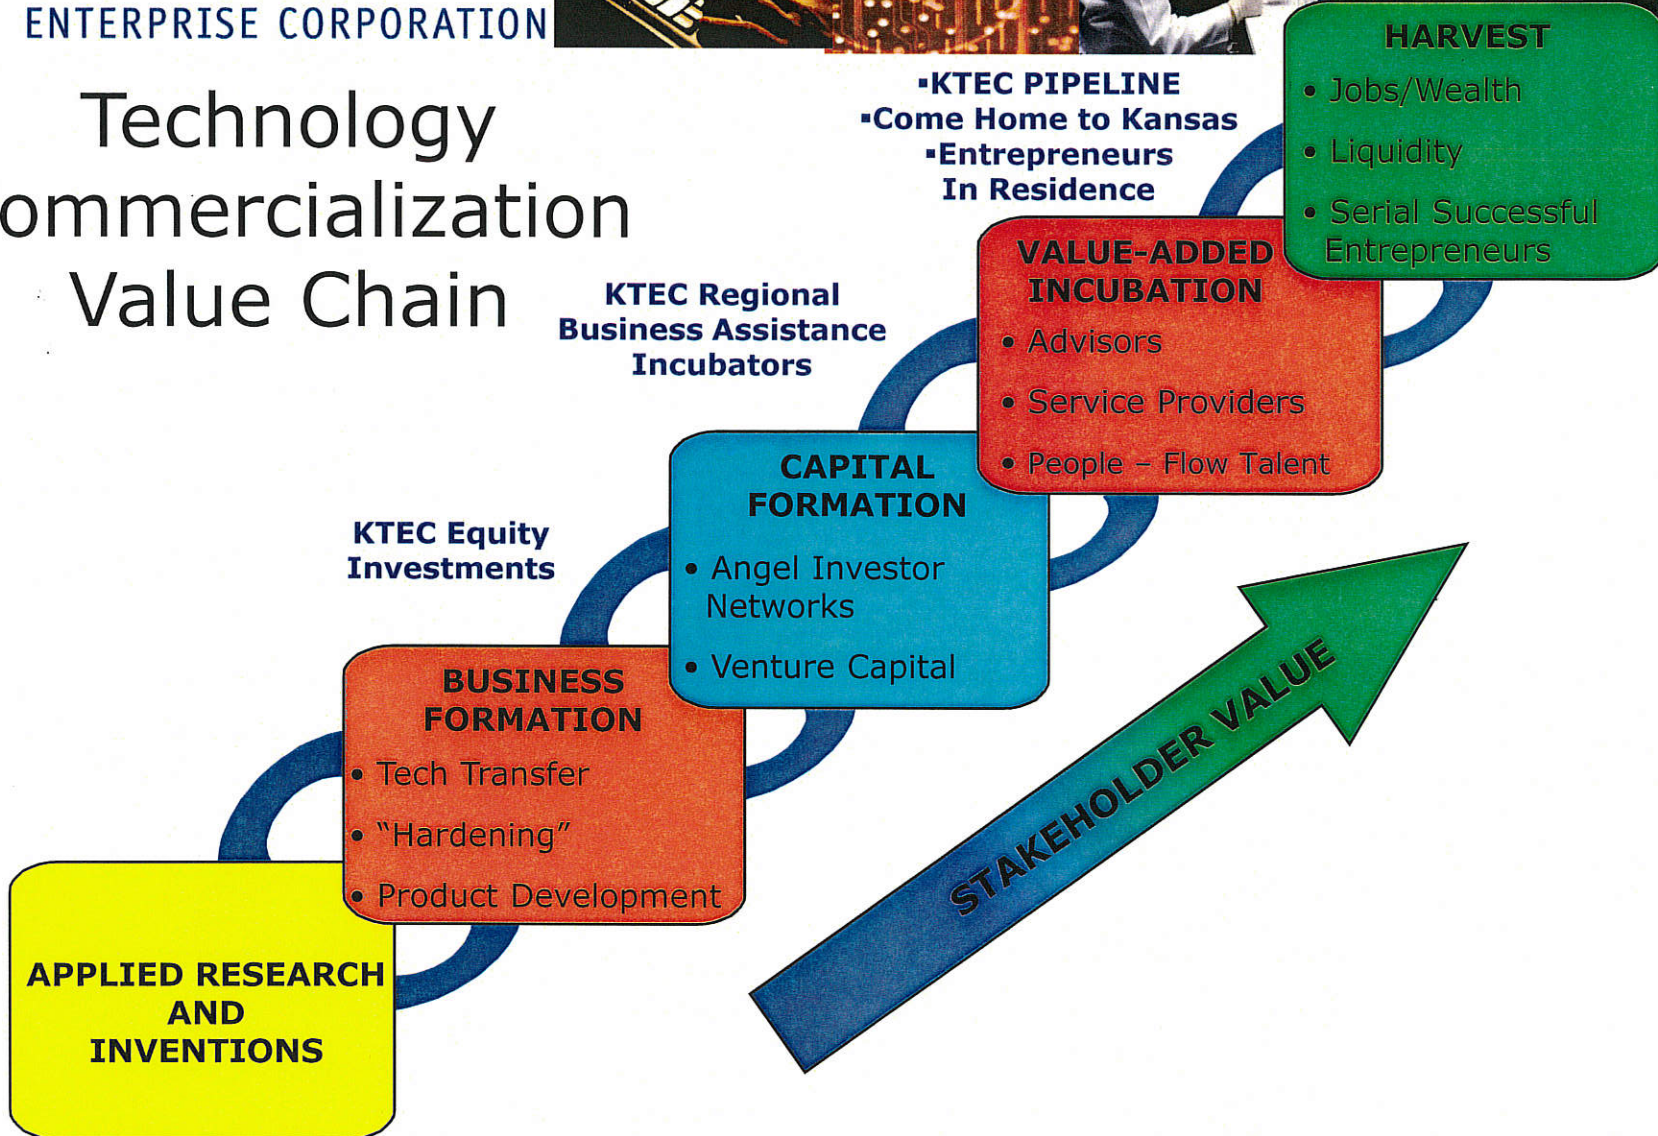 ENTERPRISE CORPORATION
Technology
ommercialization
Value Chain
▪KTEC PIPELINE
▪Come Home to Kansas
▪Entrepreneurs
In Residence
HARVEST
• Jobs/Wealth
• Liquidity
• Serial Successful
Entrepreneurs
KTEC Regional
Business Assistance
Incubators
VALUE-ADDED
INCUBATION
• Advisors
• Service Providers
• People – Flow Talent
KTEC Equity
Investments
CAPITAL
FORMATION
• Angel Investor
Networks
• Venture Capital
BUSINESS
FORMATION
• Tech Transfer
• “Hardening”
• Product Development
APPLIED RESEARCH
AND
INVENTIONS
STAKEHOLDER VALUE